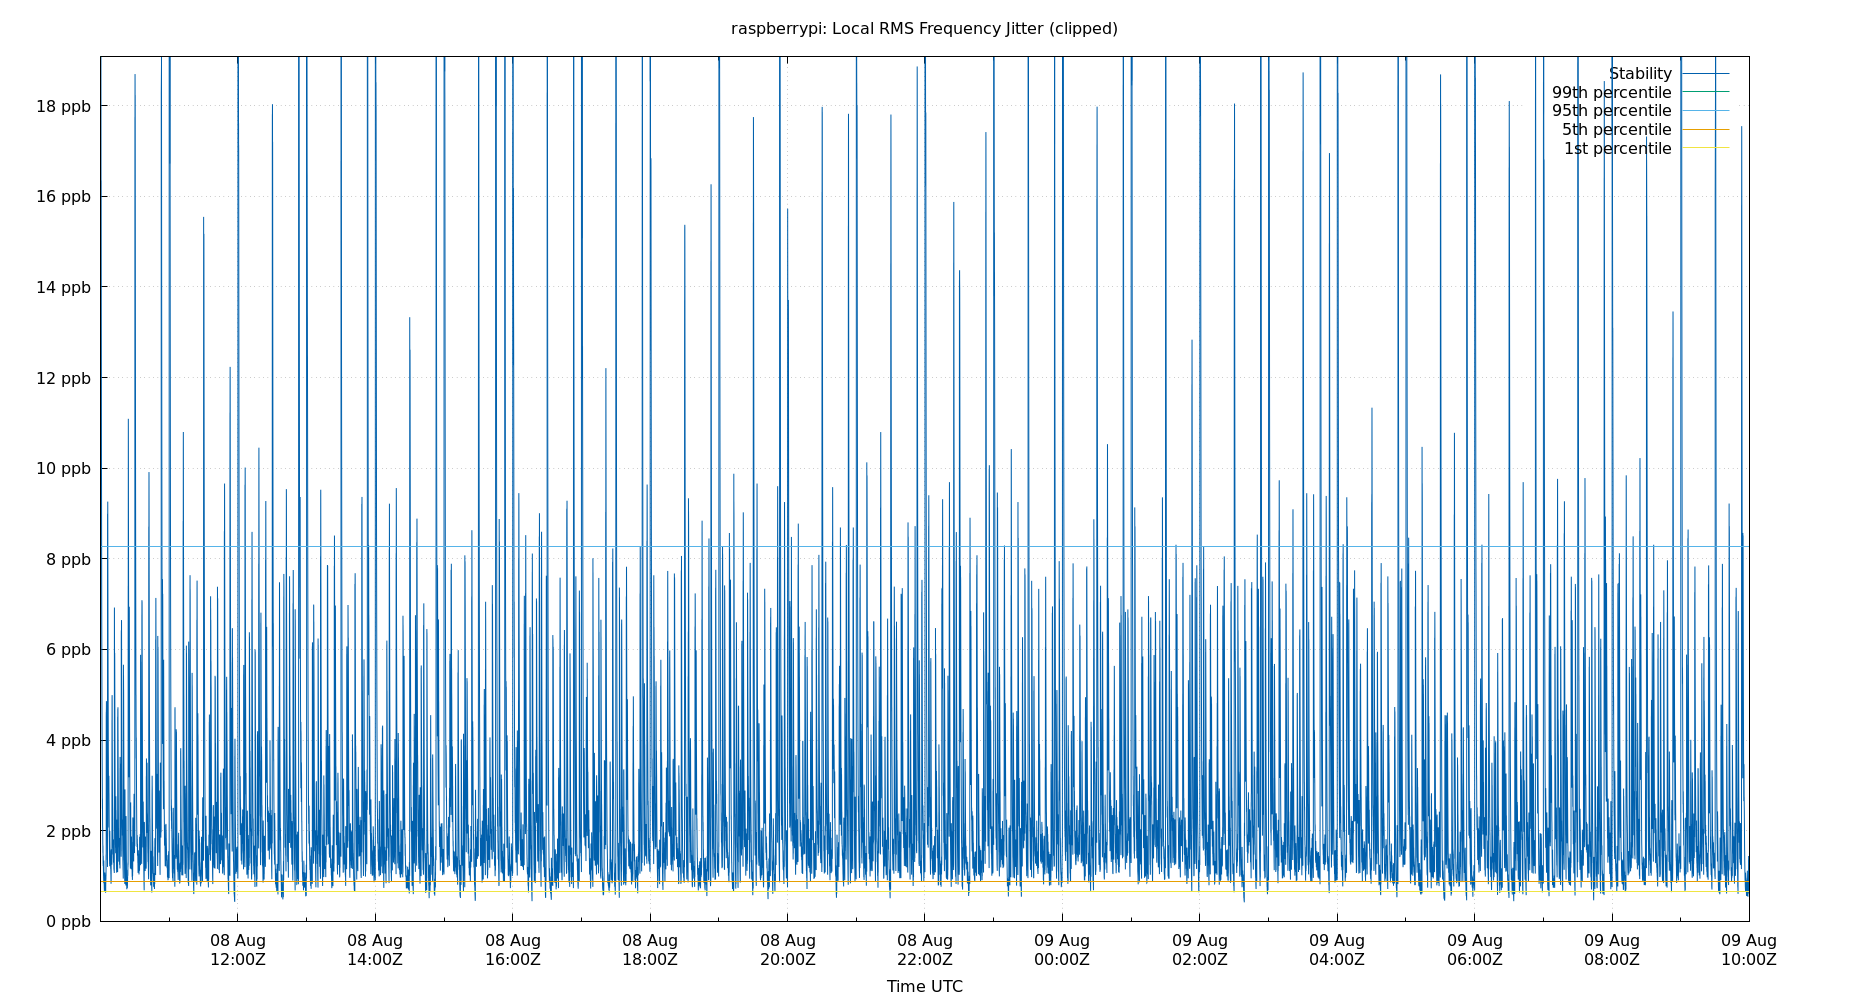 raspberrypi: Local RMS Frequency Jitter (clipped)
Stability
99th percentile
95th percentile
5th percentile
1st percentile
18 ppb
16 ppb
14 ppb
12 ppb
10 ppb
8 ppb
6 ppb
4 ppb
2 ppb
0 ppb
08 Aug 08 Aug 08 Aug 08 Aug 08 Aug 08 Aug 09 Aug 09 Aug 09 Aug 09 Aug 09 Aug 09 Aug
12:00Z 14:00Z 16:00Z 18:00Z 20:00Z 22:00Z 00:00Z 02:00Z 04:00Z 06:00Z 08:00Z 10:00Z
Time UTC